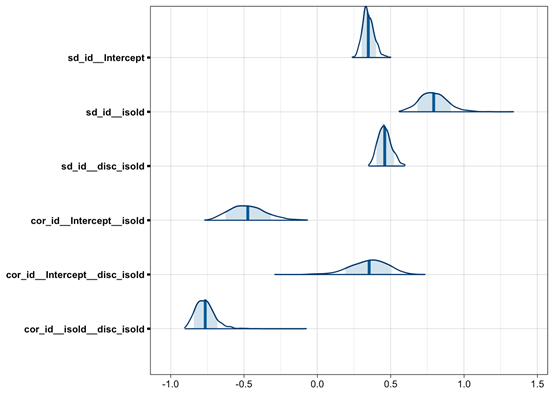 sd_id__Intercept
sd_id__isold
sd_id__disc_isold
cor_id__Intercept__isold
cor_id__Intercept__disc_isold
cor_id__isold__disc_isold
-1.0 -0.5 0.0 0.5 1.0 1.5